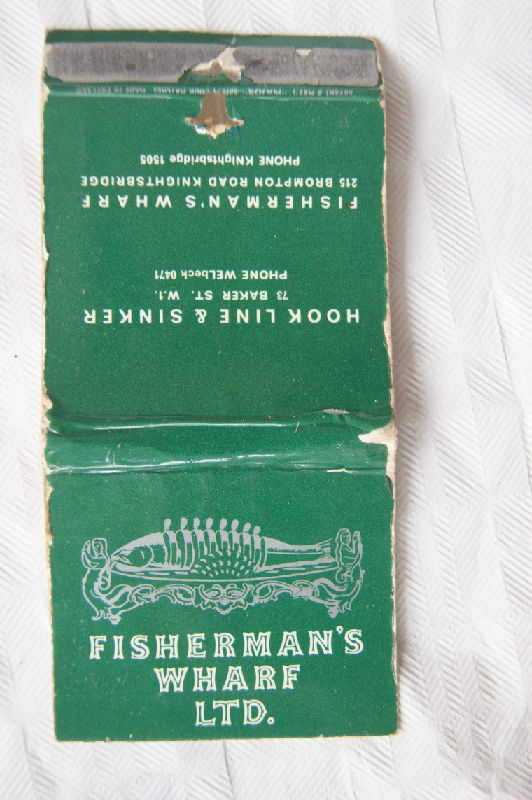 FISHERMAN'S
WHARF
LTD.
HOOK LINE & SINKER
73 BAKER ST. W.1.
PHONE WELbeck 0471
FISHERMAN'S WHARF
215 BROMPTON ROAD KNIGHTSBRIDGE
PHONE KNIghtsbridge 1505